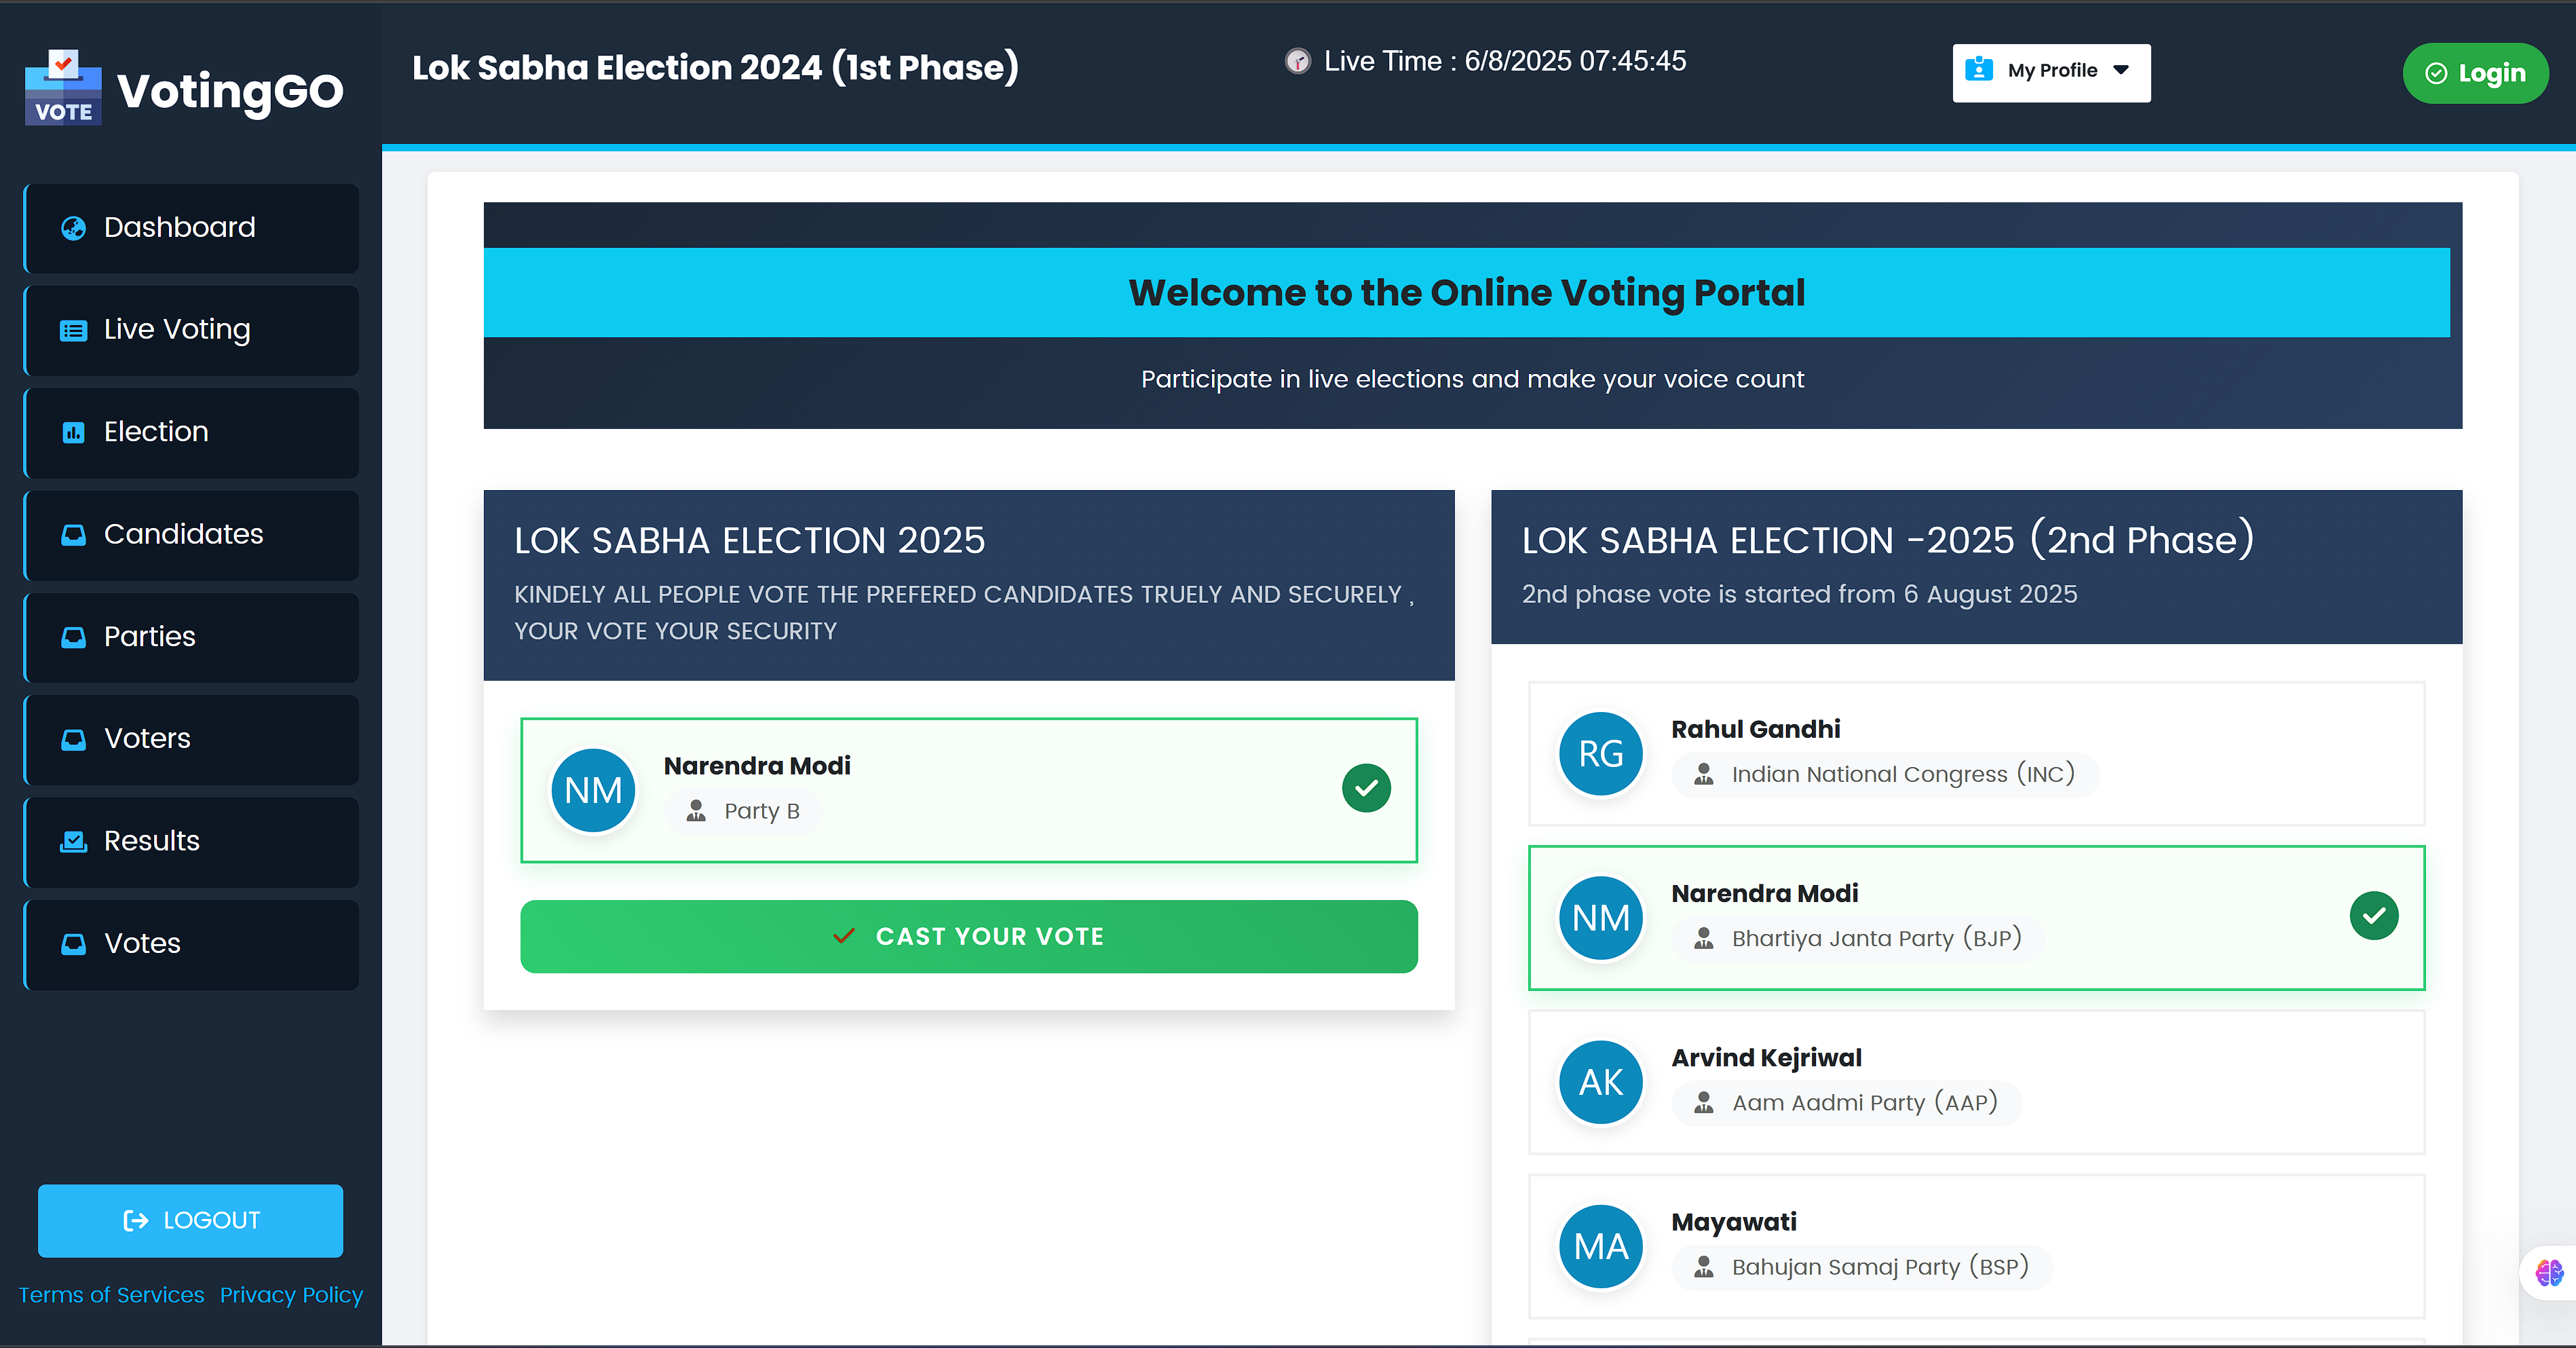 VOTE
VotingGO
Lok Sabha Election 2024 (1st Phase)
Live Time : 6/8/2025 07:45:45
My Profile
Login
Dashboard
Live Voting
Election
Candidates
Parties
Voters
Results
Votes
LOGOUT
Terms of Services Privacy Policy
Welcome to the Online Voting Portal
Participate in live elections and make your voice count
LOK SABHA ELECTION 2025
KINDELY ALL PEOPLE VOTE THE PREFERED CANDIDATES TRUELY AND SECURELY ,
YOUR VOTE YOUR SECURITY
NM
Narendra Modi
Party B
CAST YOUR VOTE
LOK SABHA ELECTION -2025 (2nd Phase)
2nd phase vote is started from 6 August 2025
RG
Rahul Gandhi
Indian National Congress (INC)
NM
Narendra Modi
Bhartiya Janta Party (BJP)
AK
Arvind Kejriwal
Aam Aadmi Party (AAP)
MA
Mayawati
Bahujan Samaj Party (BSP)